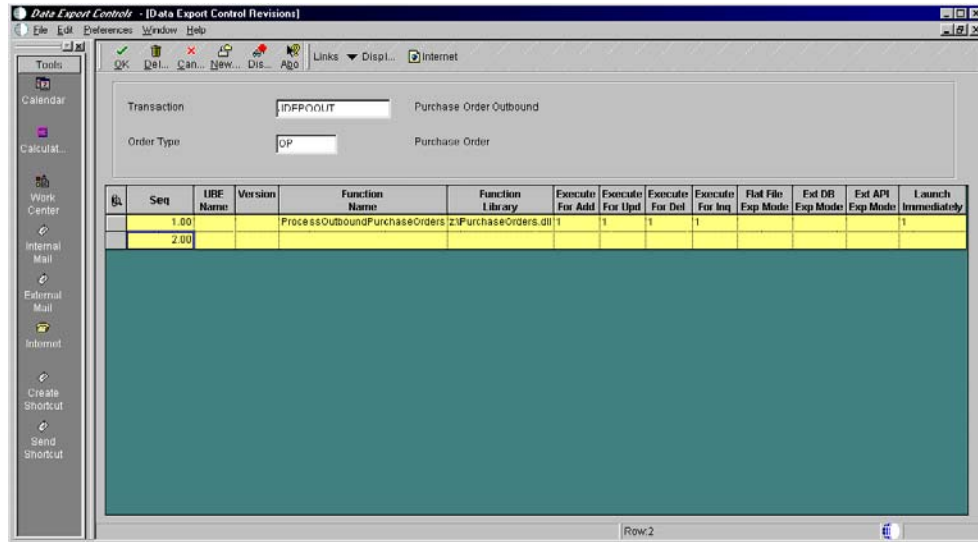 Data Export Controls - [Data Export Control Revisions]
File Edit Preferences Window Help
Tools
OK Del... Can... New... Dis... Abo Links Displ... Internet
Calendar
Calculat...
Work Center
Internal Mail
External Mail
Internet
Create Shortcut
Send Shortcut
Transaction JDEPOOUT Purchase Order Outbound
Order Type OP Purchase Order
Seq UBE Name Version Function Name Function Library Execute For Add Execute For Upd Execute For Del Execute For Inq Flat File Exp Mode Ext DB Exp Mode Ext API Exp Mode Launch Immediately
1.00 ProcessOutboundPurchaseOrders z:\PurchaseOrders.dll 1 1 1 1 1
2.00
Row:2